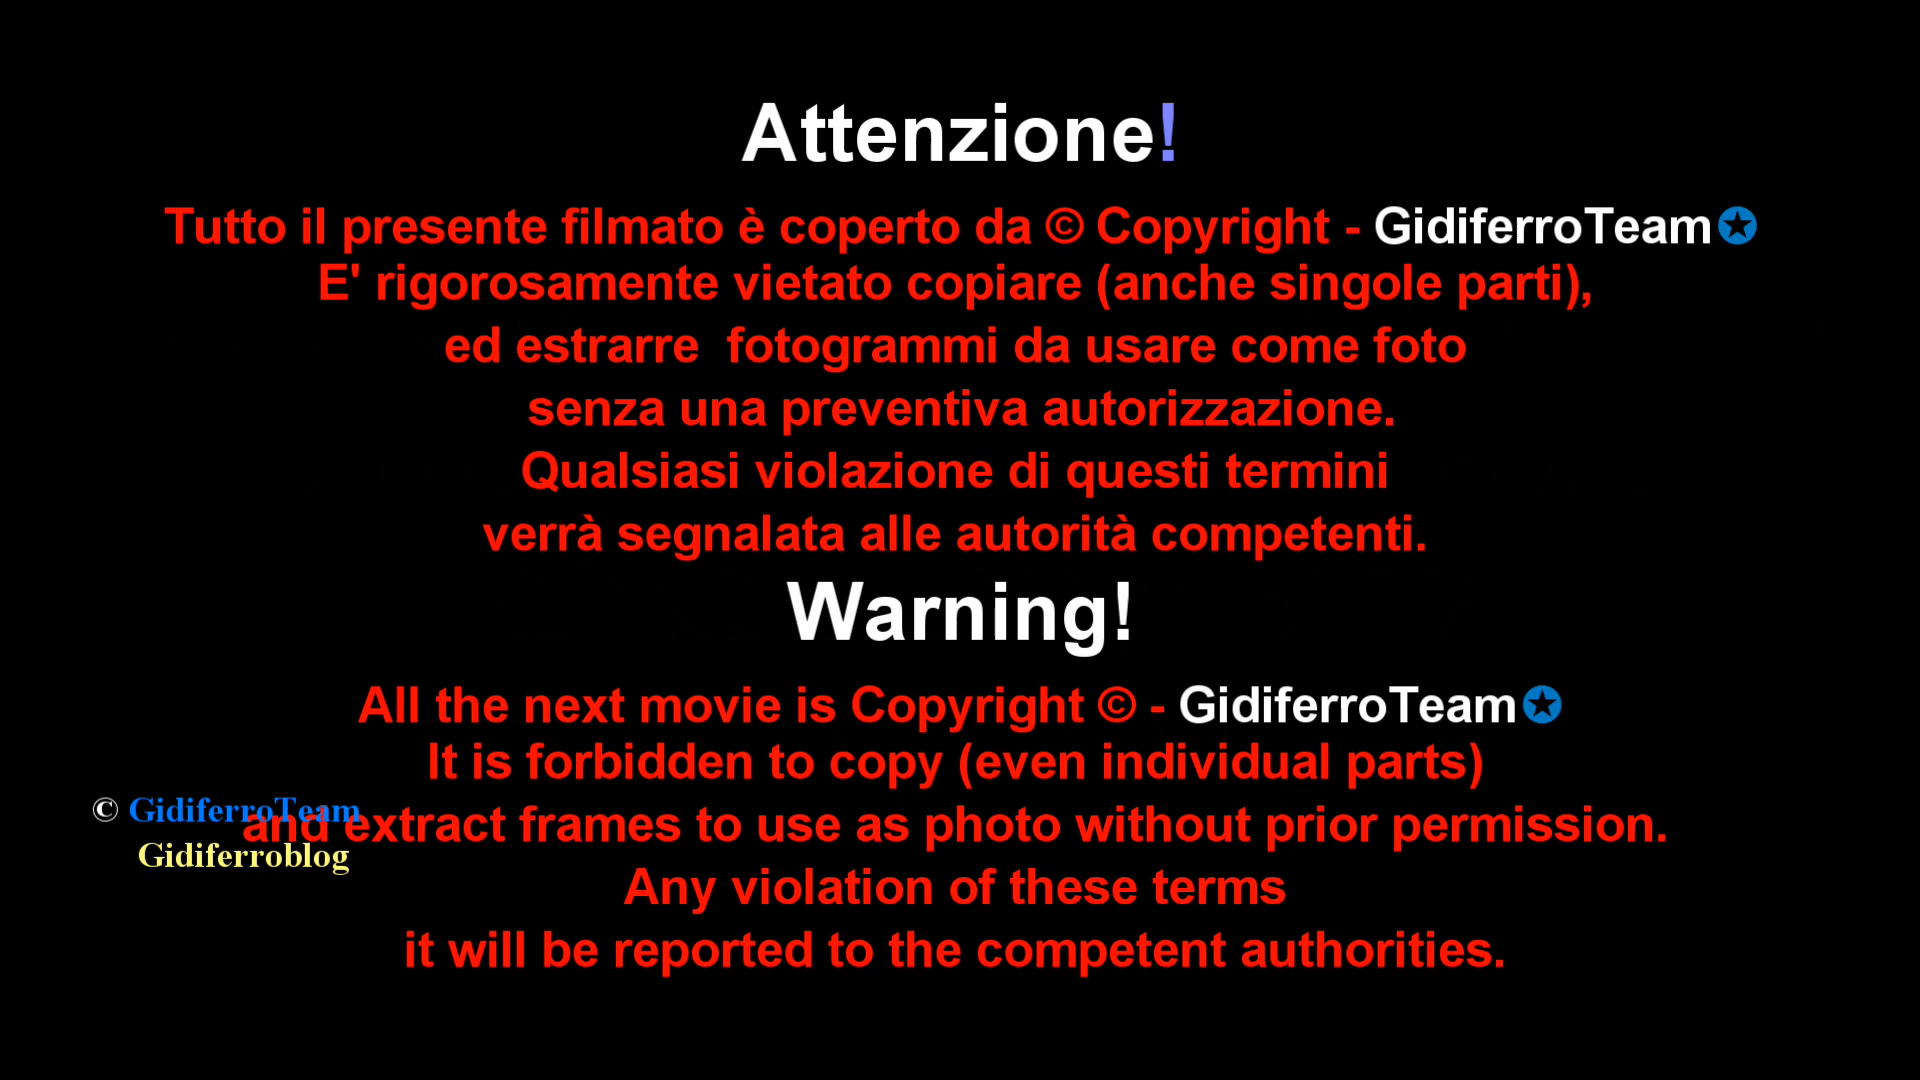 Attenzione!
Tutto il presente filmato è coperto da © Copyright - GidiferroTeam✪
E' rigorosamente vietato copiare (anche singole parti),
ed estrarre  fotogrammi da usare come foto
senza una preventiva autorizzazione.
Qualsiasi violazione di questi termini
verrà segnalata alle autorità competenti.
Warning!
All the next movie is Copyright © - GidiferroTeam✪
It is forbidden to copy (even individual parts)
© GidiferroTeam
and extract frames to use as photo without prior permission.
Gidiferroblog
Any violation of these terms
it will be reported to the competent authorities.